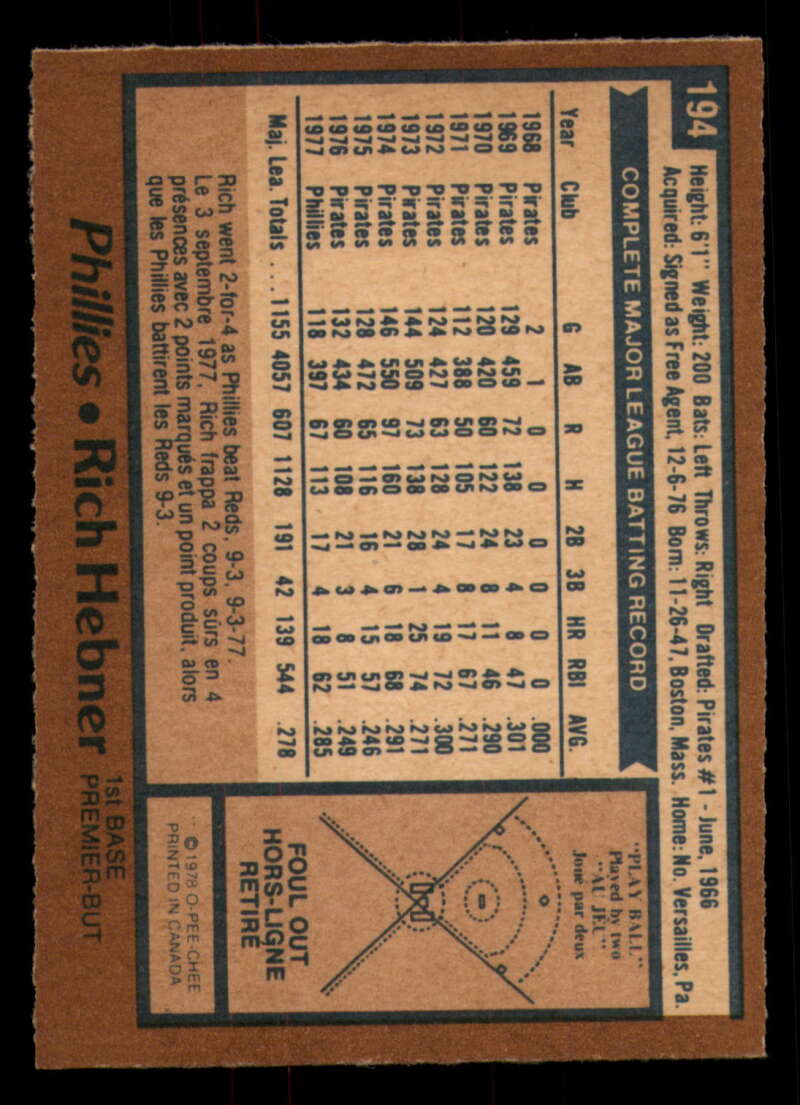 194
Height: 6'1" Weight: 200 Bats: Left Throws: Right Drafted: Pirates #1 - June, 1966
Acquired: Signed as Free Agent, 12-6-76 Born: 11-26-47, Boston, Mass. Home: No. Versailles, Pa.
COMPLETE MAJOR LEAGUE BATTING RECORD
Year Club G AB R H 2B 3B HR RBI AVG.
1968 Pirates 2 1 0 0 0 0 0 0 .000
1969 Pirates 129 459 72 138 23 4 8 47 .301
1970 Pirates 120 420 60 122 24 8 11 46 .290
1971 Pirates 112 388 50 105 17 8 17 67 .271
1972 Pirates 124 427 63 128 24 4 19 72 .300
1973 Pirates 144 509 73 138 28 1 25 74 .271
1974 Pirates 146 550 97 160 21 6 18 68 .291
1975 Pirates 128 472 65 116 16 4 15 57 .246
1976 Pirates 132 434 60 108 21 3 8 51 .249
1977 Phillies 118 397 67 113 17 4 18 62 .285
Maj. Lea. Totals ... 1155 4057 607 1128 191 42 139 544 .278
Rich went 2-for-4 as Phillies beat Reds, 9-3, 9-3-77.
Le 3 septembre 1977, Rich frappa 2 coups sûrs en 4
présences avec 2 points marqués et un point produit, alors
que les Phillies battirent les Reds 9-3.
"PLAY BALL"
Played by two
"AU JEU"
Joué par deux
FOUL OUT
HORS-LIGNE
RETIRÉ
** © 1978 O-PEE-CHEE
PRINTED IN CANADA
Phillies • Rich Hebner
1st BASE
PREMIER-BUT